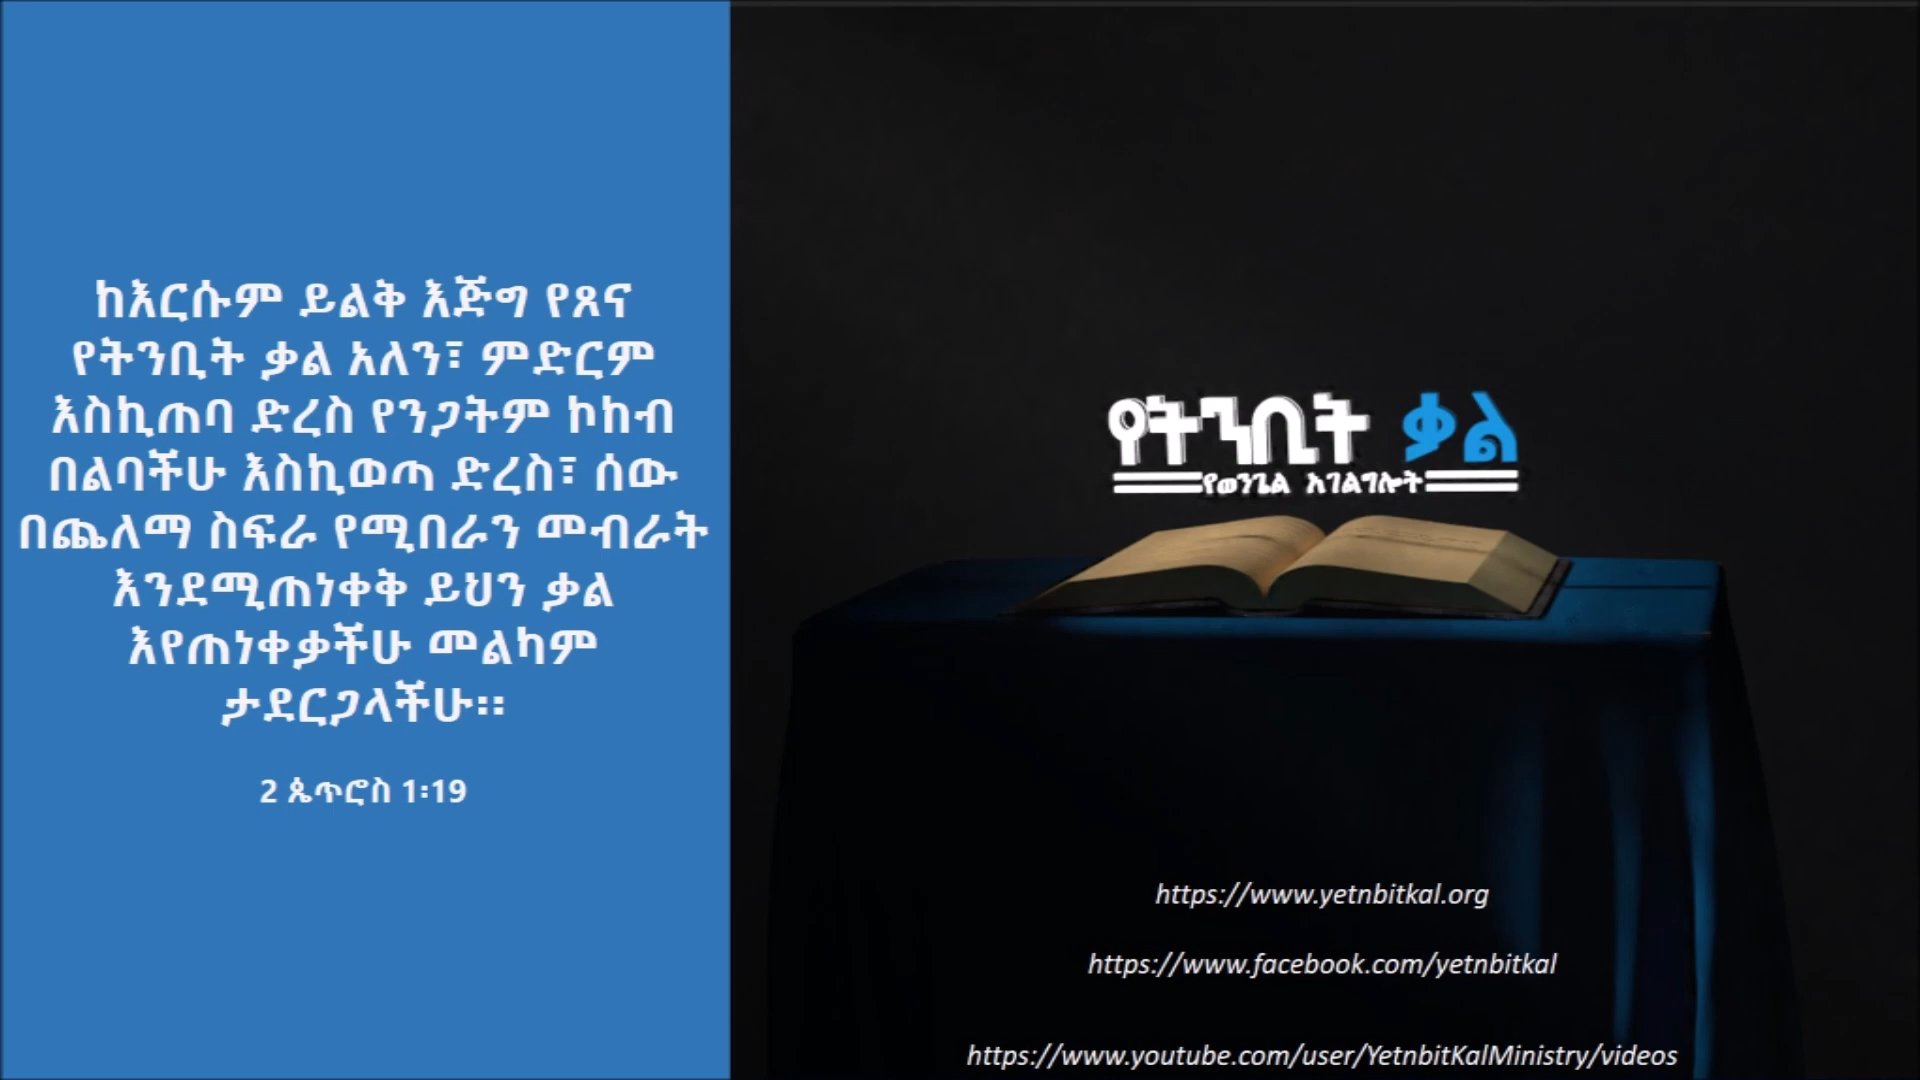 ከእርሱም ይልቅ እጅግ የጸና
የትንቢት ቃል አለን፣ ምድርም
እስኪጠባ ድረስ የንጋትም ኮከብ
በልባችሁ እስኪወጣ ድረስ፣ ሰው
በጨለማ ስፍራ የሚበራን መብራት
እንደሚጠነቀቅ ይህን ቃል
እየጠነቀቃችሁ መልካም
ታደርጋላችሁ።
2 ጴጥሮስ 1፡19
የትንቢት ቃል
የወንጌል አገልግሎት
https://www.yetnbitkal.org
https://www.facebook.com/yetnbitkal
https://www.youtube.com/user/YetnbitKalMinistry/videos